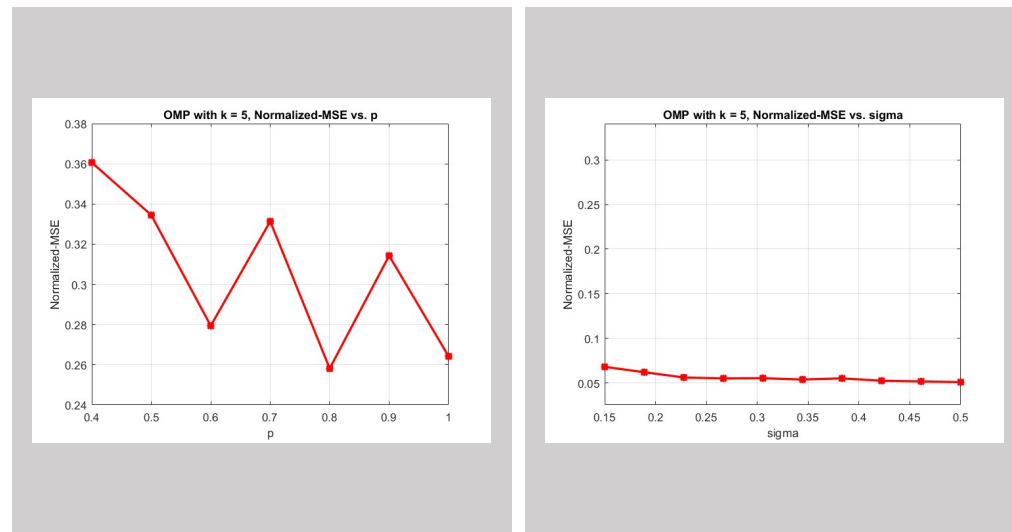 OMP with k = 5, Normalized-MSE vs. p
0.38
0.36
0.34
0.32
0.3
0.28
0.26
0.24
Normalized-MSE
0.4 0.5 0.6 0.7 0.8 0.9 1
p
OMP with k = 5, Normalized-MSE vs. sigma
0.3
0.25
0.2
0.15
0.1
0.05
Normalized-MSE
0.15 0.2 0.25 0.3 0.35 0.4 0.45 0.5
sigma